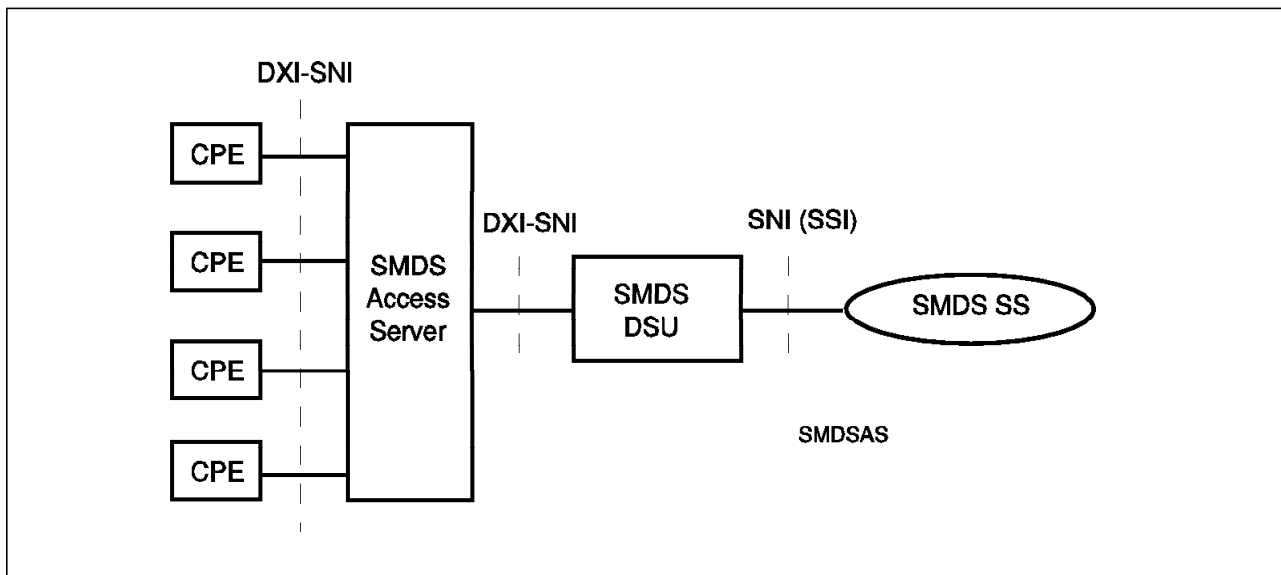 DXI-SNI
CPE
CPE
CPE
CPE
SMDS
Access
Server
DXI-SNI
SMDS
DSU
SNI (SSI)
SMDS SS
SMDSAS